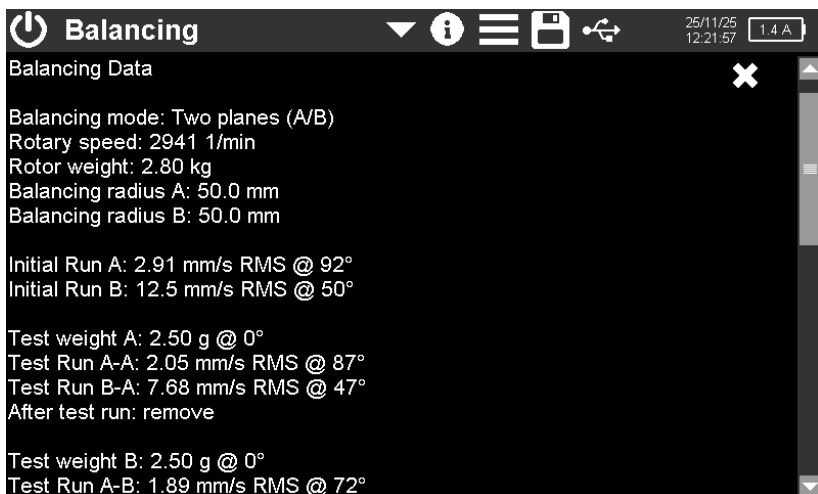 Balancing
25/11/25
12:21:57
1.4 A
Balancing Data
Balancing mode: Two planes (A/B)
Rotary speed: 2941 1/min
Rotor weight: 2.80 kg
Balancing radius A: 50.0 mm
Balancing radius B: 50.0 mm
Initial Run A: 2.91 mm/s RMS @ 92°
Initial Run B: 12.5 mm/s RMS @ 50°
Test weight A: 2.50 g @ 0°
Test Run A-A: 2.05 mm/s RMS @ 87°
Test Run B-A: 7.68 mm/s RMS @ 47°
After test run: remove
Test weight B: 2.50 g @ 0°
Test Run A-B: 1.89 mm/s RMS @ 72°